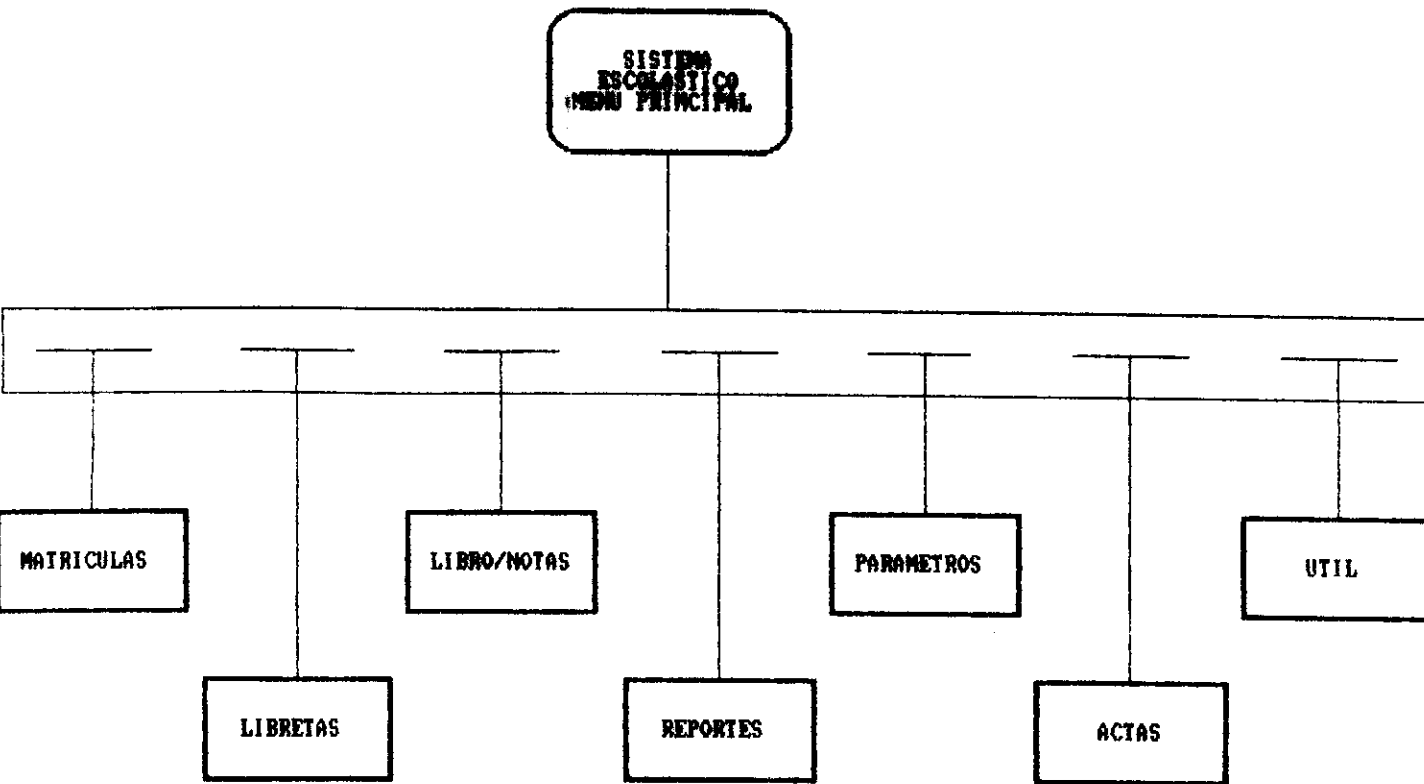 SISTEMA
ESCOLASTICO
MENU PRINCIPAL
MATRICULAS
LIBRO/NOTAS
PARAMETROS
UTIL
LIBRETAS
REPORTES
ACTAS